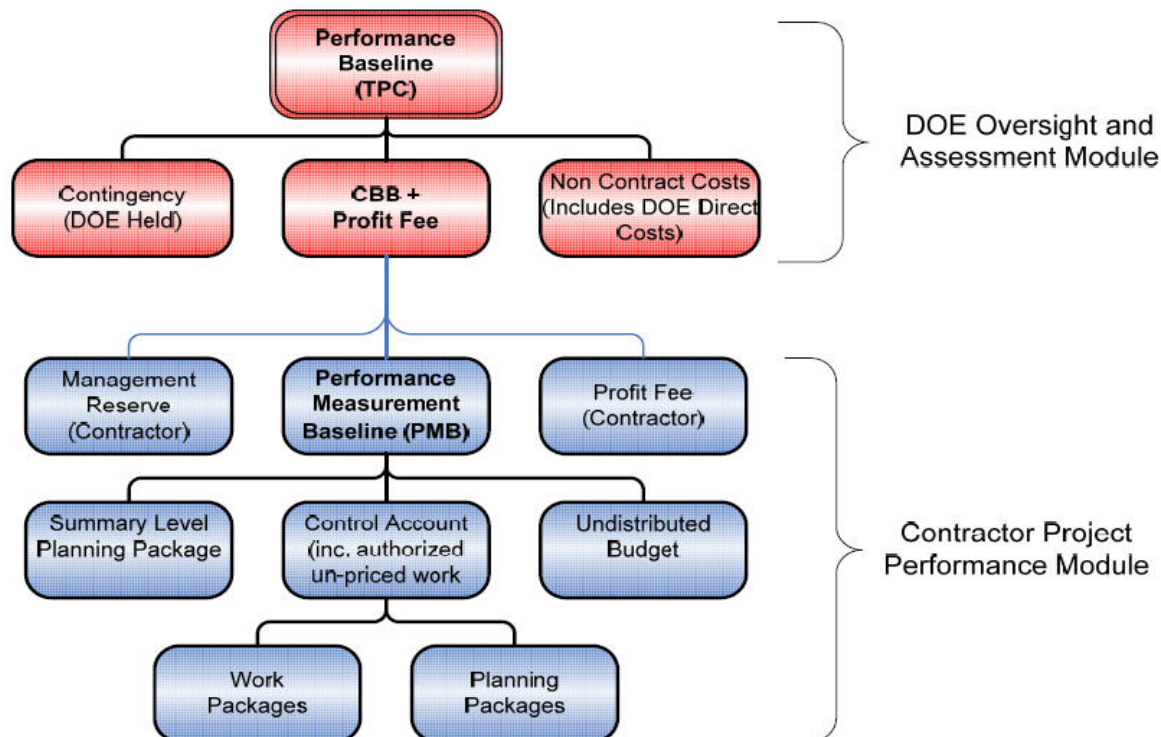 Performance
Baseline
(TPC)
DOE Oversight and
Assessment Module
Contingency
(DOE Held)
CBB +
Profit Fee
Non Contract Costs
(Includes DOE Direct
Costs)
Management
Reserve
(Contractor)
Performance
Measurement
Baseline (PMB)
Profit Fee
(Contractor)
Summary Level
Planning Package
Control Account
(inc. authorized
un-priced work
Undistributed
Budget
Contractor Project
Performance Module
Work
Packages
Planning
Packages